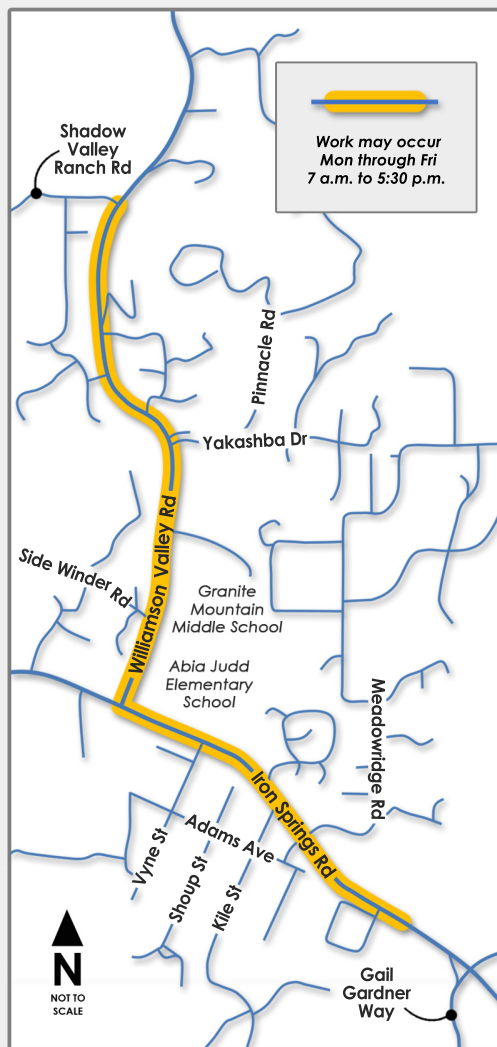 Shadow
Valley
Ranch Rd
Work may occur
Mon through Fri
7 a.m. to 5:30 p.m.
Pinnacle Rd
Yakashba Dr
Williamson Valley Rd
Side Winder Rd
Granite
Mountain
Middle School
Abia Judd
Elementary
School
Meadowridge Rd
Iron Springs Rd
Adams Ave
Vyne St
Shoup St
Kile St
N
NOT TO
SCALE
Gail
Gardner
Way